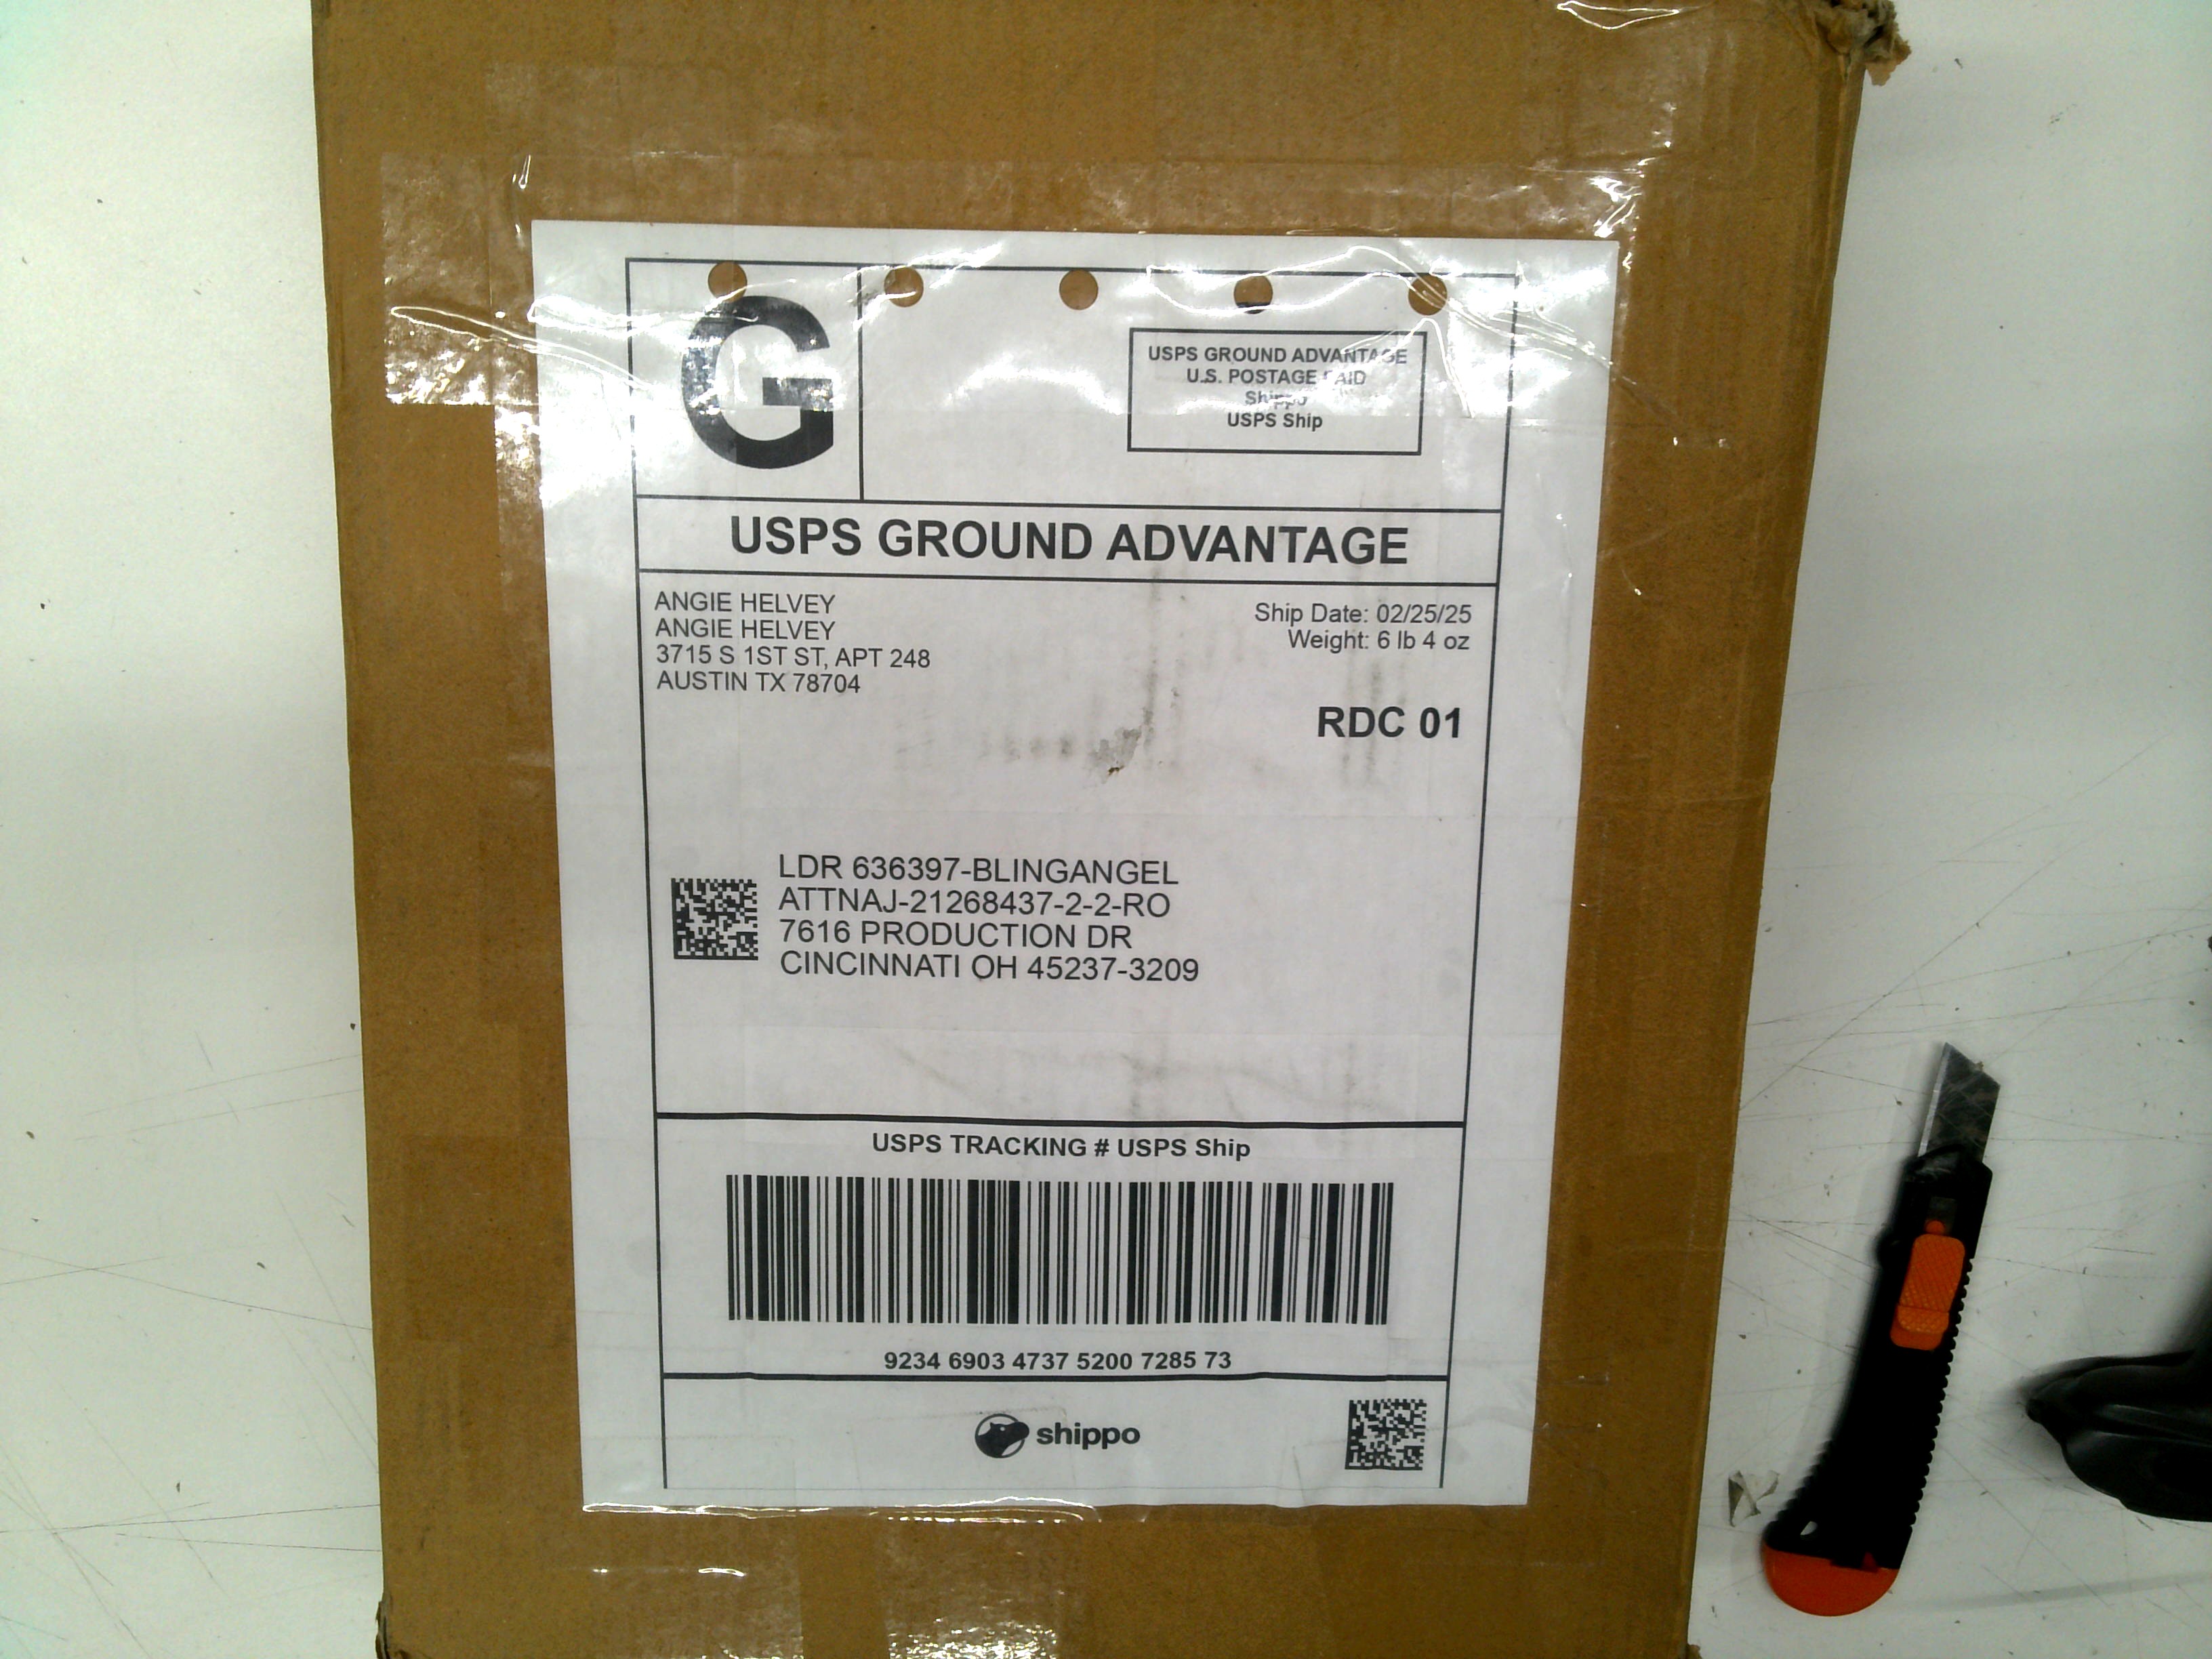 G
USPS GROUND ADVANTAGE
U.S. POSTAGE PAID
Shippo
USPS Ship
USPS GROUND ADVANTAGE
ANGIE HELVEY
ANGIE HELVEY
3715 S 1ST ST, APT 248
AUSTIN TX 78704
Ship Date: 02/25/25
Weight: 6 lb 4 oz
RDC 01
LDR 636397-BLINGANGEL
ATTNAJ-21268437-2-2-RO
7616 PRODUCTION DR
CINCINNATI OH 45237-3209
USPS TRACKING # USPS Ship
9234 6903 4737 5200 7285 73
shippo